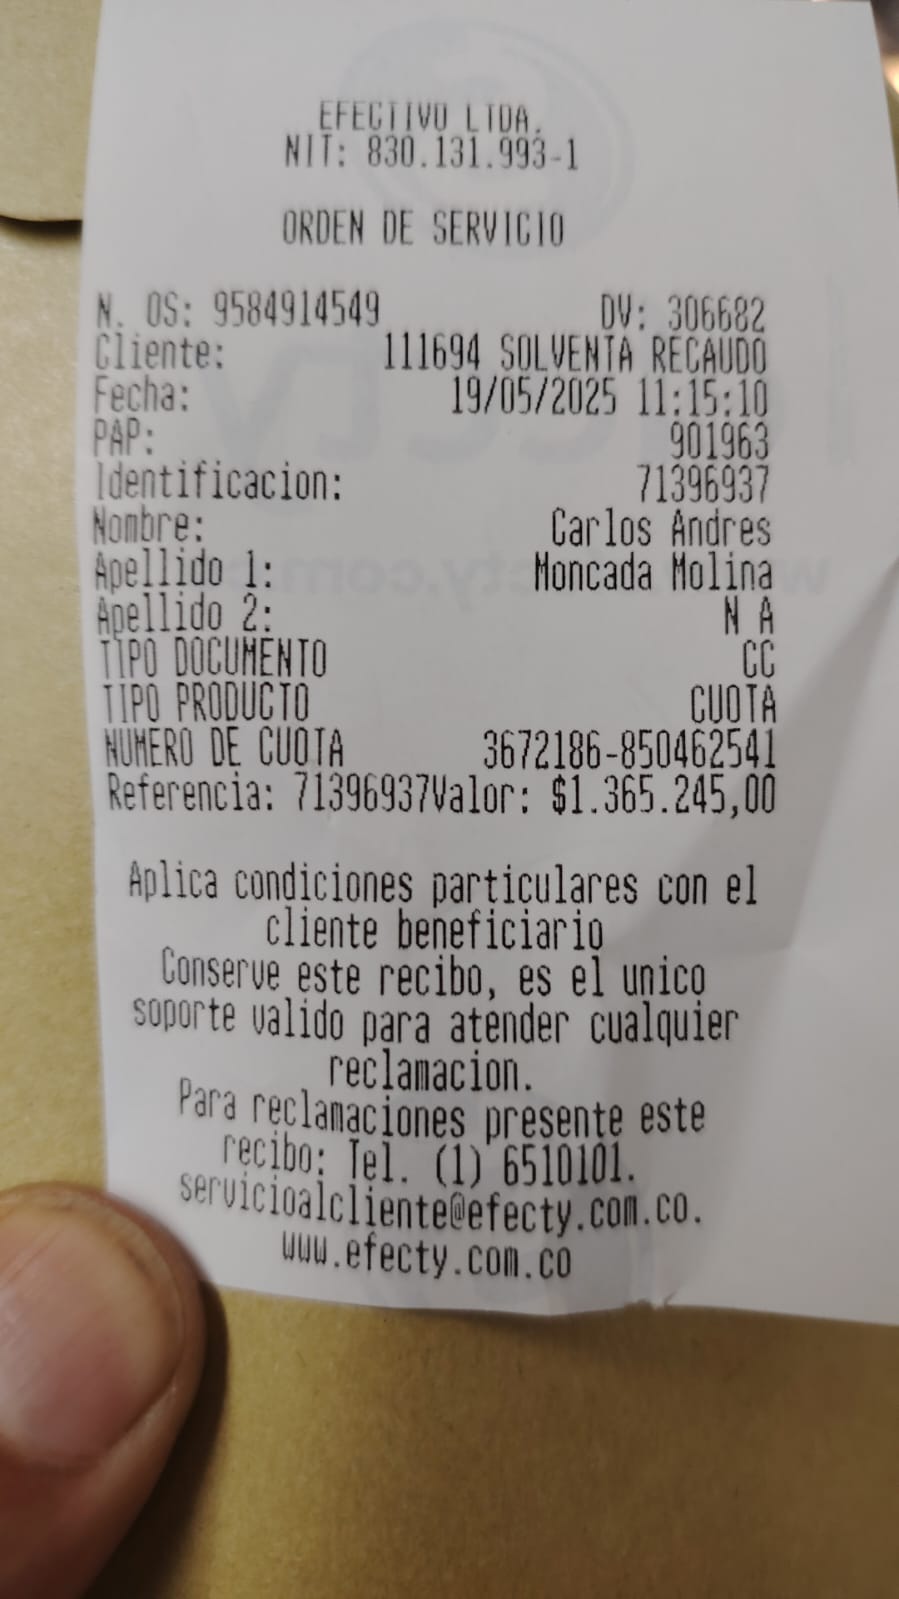 EFECTIVO LTDA.
NIT: 830.131.993-1
ORDEN DE SERVICIO
N. OS: 9584914549 DV: 306682
Cliente: 111694 SOLVENTA RECAUDO
Fecha: 19/05/2025 11:15:10
PAP: 901963
Identificacion: 71396937
Nombre: Carlos Andres
Apellido 1: Moncada Molina
Apellido 2: N A
TIPO DOCUMENTO CC
TIPO PRODUCTO CUOTA
NUMERO DE CUOTA 3672186-850462541
Referencia: 71396937Valor: $1.365.245,00
Aplica condiciones particulares con el
cliente beneficiario
Conserve este recibo, es el unico
soporte valido para atender cualquier
reclamacion.
Para reclamaciones presente este
recibo: Tel. (1) 6510101.
servicioalcliente@efecty.com.co.
www.efecty.com.co